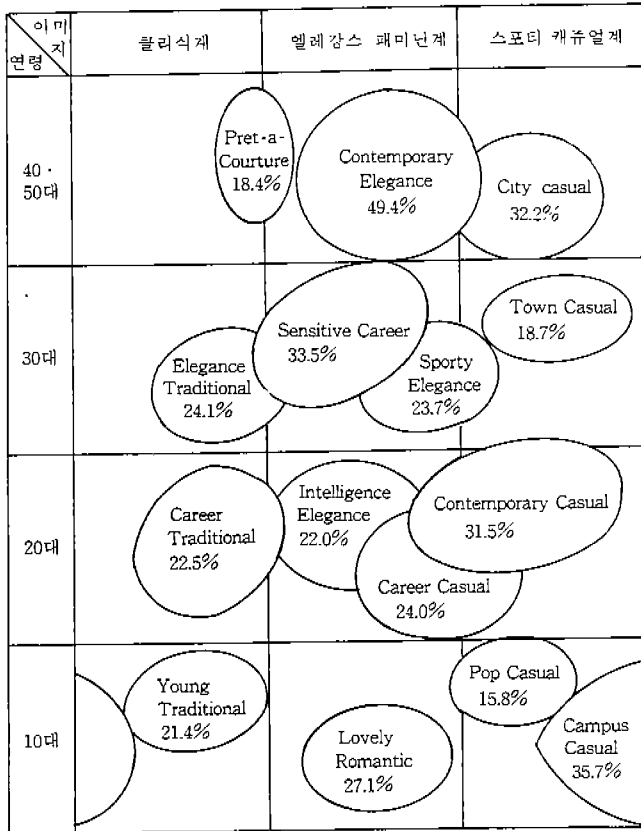 이미지
연령
클리식계
엘레강스 패미닌계
스포티 캐쥬얼계
40 ·
50대
Pret-a-
Courture
18.4%
Contemporary
Elegance
49.4%
City casual
32.2%
30대
Elegance
Traditional
24.1%
Sensitive Career
33.5%
Sporty
Elegance
23.7%
Town Casual
18.7%
20대
Career
Traditional
22.5%
Intelligence
Elegance
22.0%
Career Casual
24.0%
Contemporary Casual
31.5%
10대
Young
Traditional
21.4%
Lovely
Romantic
27.1%
Pop Casual
15.8%
Campus
Casual
35.7%